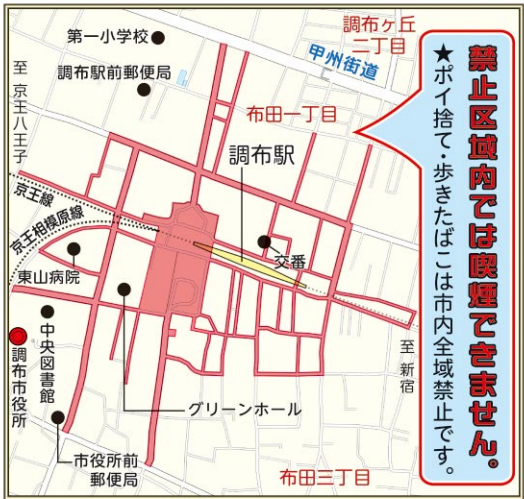 禁止区域内では喫煙できません。
★ポイ捨て・歩きたばこは市内全域禁止です。
調布ヶ丘
二丁目
甲州街道
第一小学校
調布駅前郵便局
至 京王八王子
布田一丁目
調布駅
京王線
京王相模原線
交番
東山病院
中央図書館
調布市役所
グリーンホール
至 新宿
市役所前
郵便局
布田三丁目